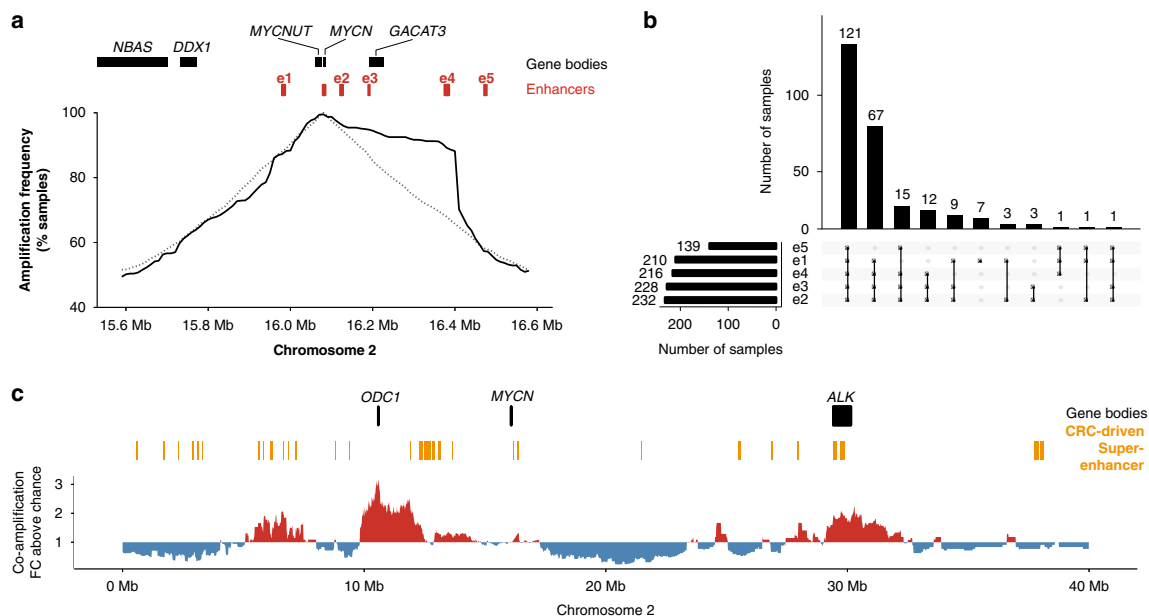 a
MYCNUT MYCN GACAT3
NBAS DDX1
Gene bodies
e1 e2 e3 e4 e5
Enhancers
Amplification frequency
(% samples)
100
80
60
40
15.6 Mb 15.8 Mb 16.0 Mb 16.2 Mb 16.4 Mb 16.6 Mb
Chromosome 2
b
Number of samples
100
50
0
121 67 15 12 9 7 3 3 1 1 1
139 e5
210 e1
216 e4
228 e3
232 e2
200 100 0
Number of samples
c
ODC1 MYCN ALK
Gene bodies
CRC-driven
Super-
enhancer
Co-amplification
FC above chance
3
2
1
0 Mb 10 Mb 20 Mb 30 Mb 40 Mb
Chromosome 2